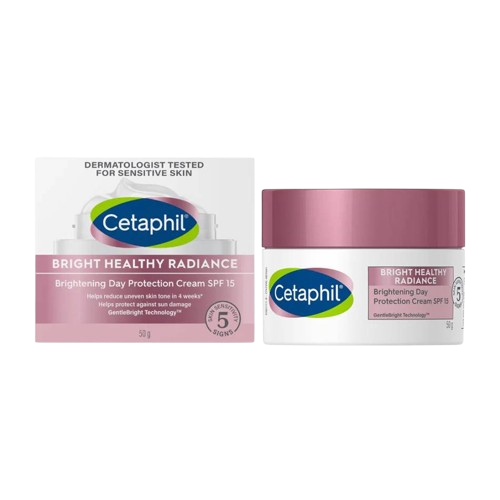 DERMATOLOGIST TESTED
FOR SENSITIVE SKIN
Cetaphil®
BRIGHT HEALTHY RADIANCE
Brightening Day Protection Cream SPF 15
Helps reduce uneven skin tone in 4 weeks*
Helps protect against sun damage
GentleBright Technology™
50 g
SKIN SENSITIVITY
5
SIGNS
Cetaphil®
BRIGHT HEALTHY
RADIANCE
Brightening Day
Protection Cream SPF 15
GentleBright Technology™
50 g
5